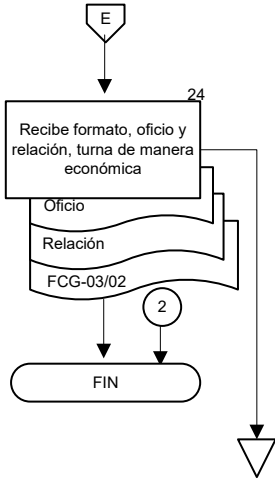 E
24
Recibe formato, oficio y
relación, turna de manera
económica
Oficio
Relación
FCG-03/02
2
FIN